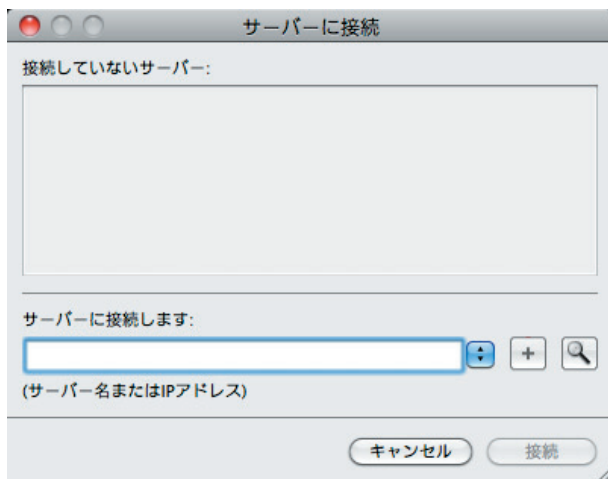 サーバーに接続
接続していないサーバー:
サーバーに接続します:
(サーバー名またはIPアドレス)
キャンセル
接続